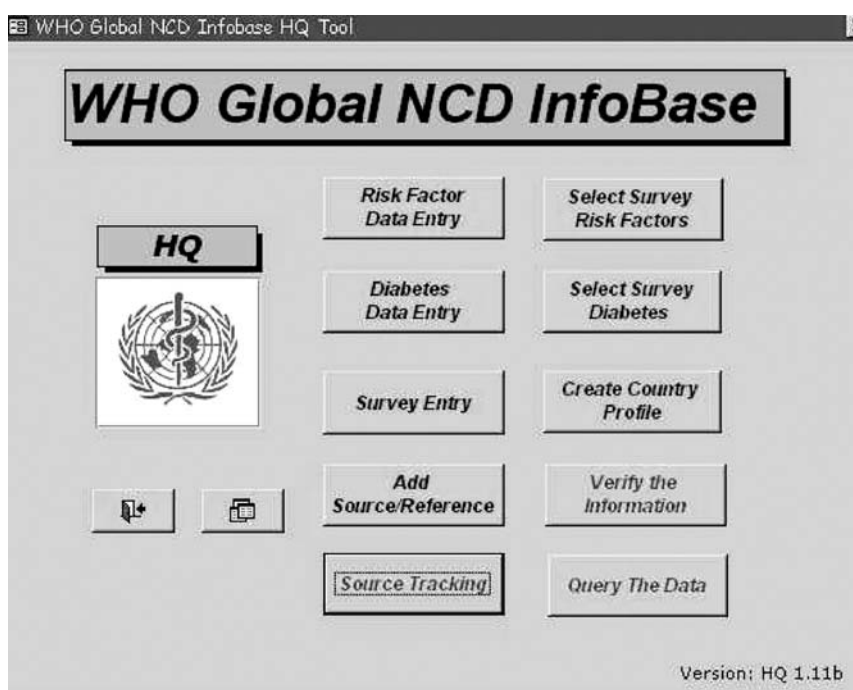 WHO Global NCD Infobase HQ Tool
WHO Global NCD InfoBase
HQ
Risk Factor
Data Entry
Select Survey
Risk Factors
Diabetes
Data Entry
Select Survey
Diabetes
Survey Entry
Create Country
Profile
Add
Source/Reference
Verify the
Information
Source Tracking
Query The Data
Version: HQ 1.11b